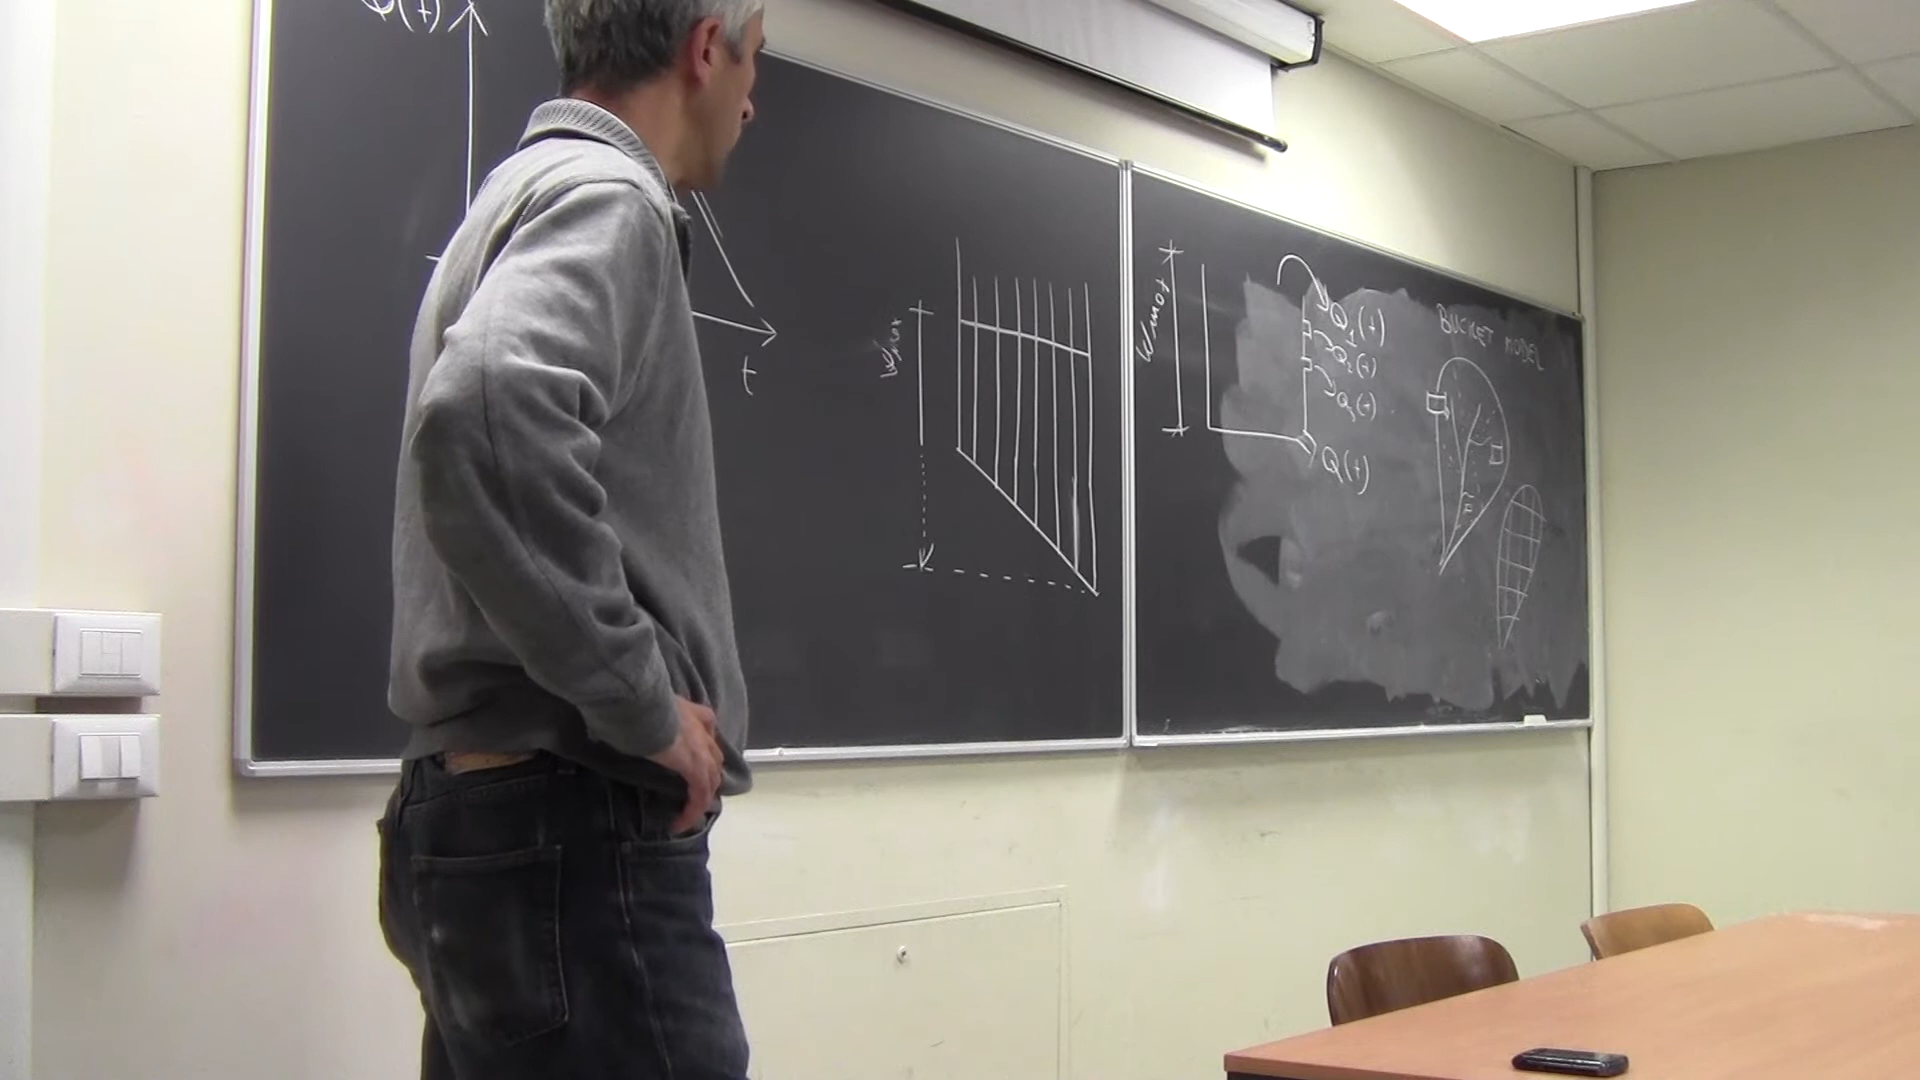 Q(t)
t
Wmax
Wmax
Q1(t)
Q2(t)
Q3(t)
Q(t)
BUCKET MODEL